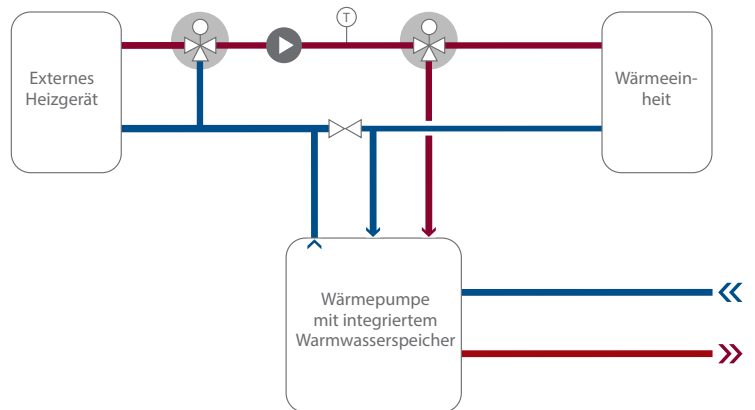 T
Externes
Heizgerät
Wärmeein-
heit
Wärmepumpe
mit integriertem
Warmwasserspeicher